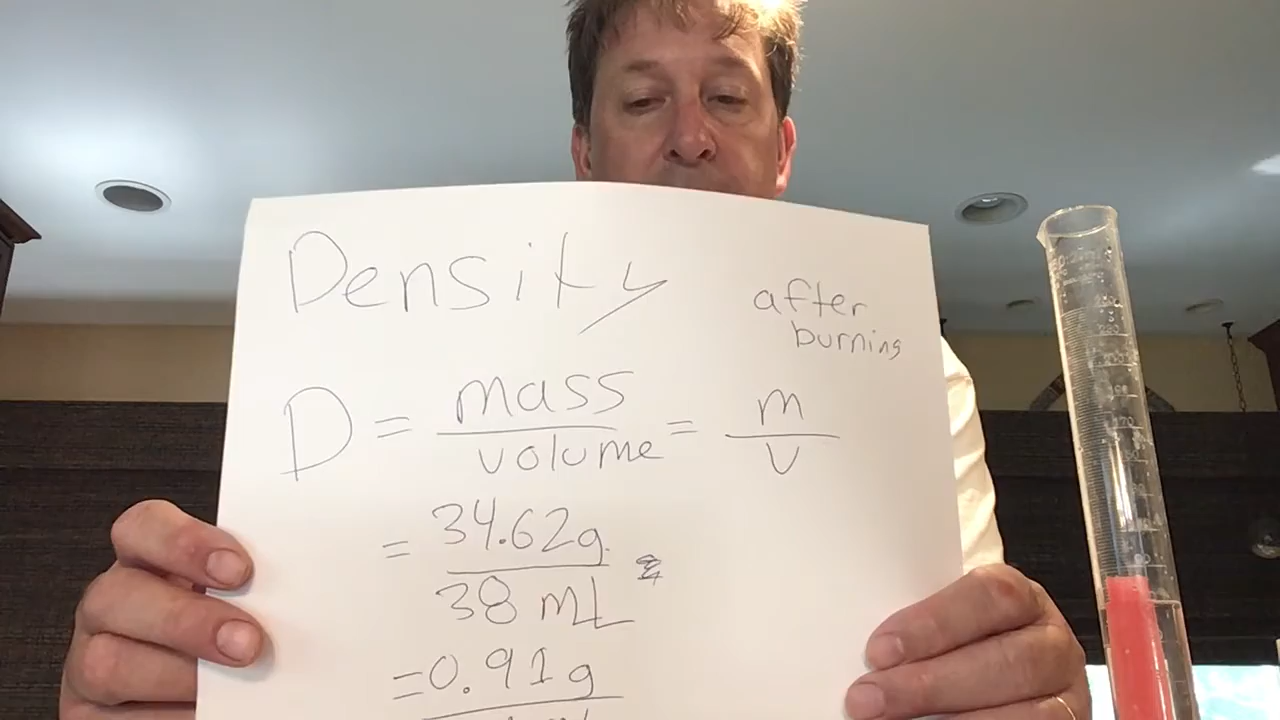 Density
after
burning
D = mass/volume = m/v
= 34.62g/38 mL
= 0.91g